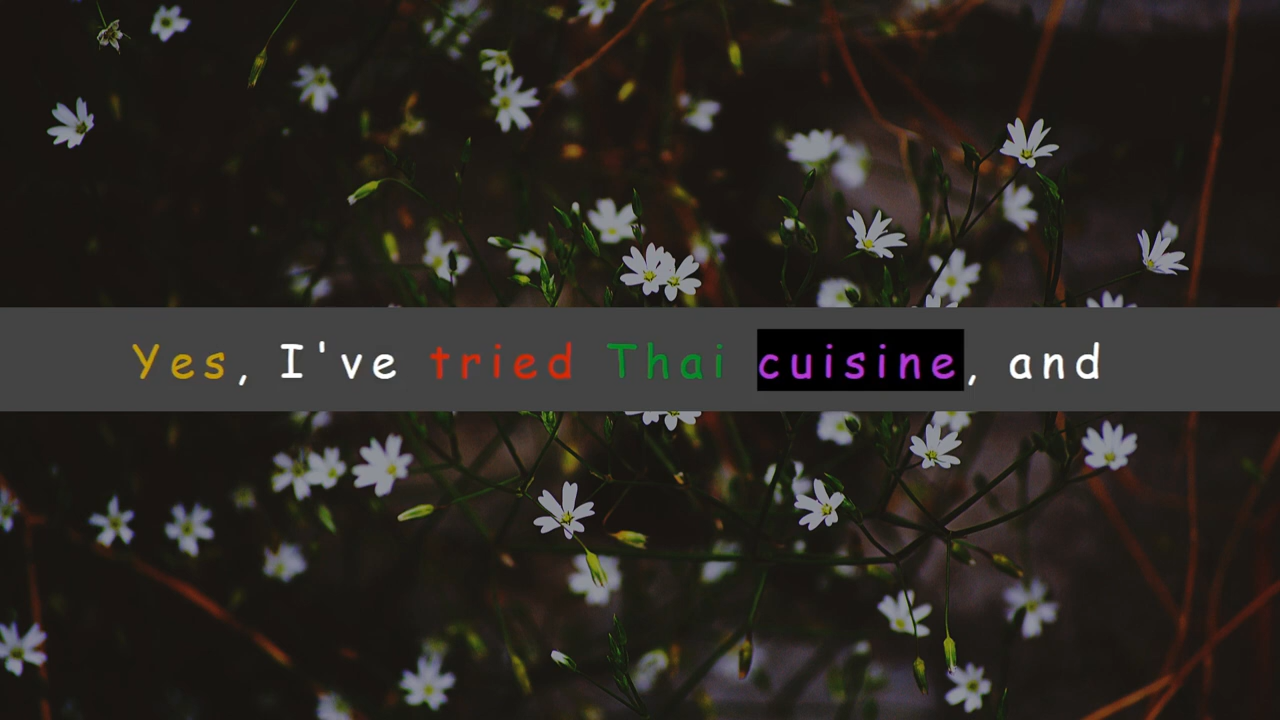 Yes, I've tried Thai cuisine, and